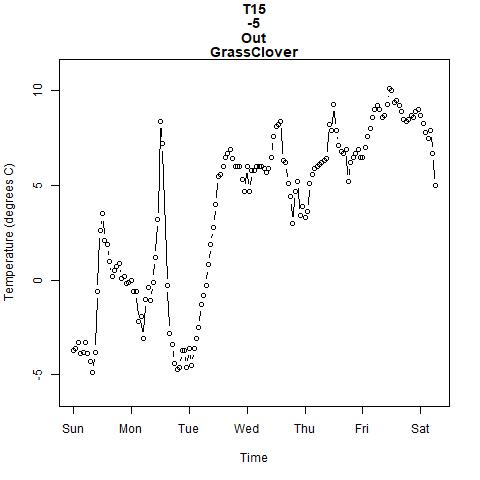 T15
-5
Out
GrassClover
Temperature (degrees C)
10
5
0
-5
Sun Mon Tue Wed Thu Fri Sat
Time